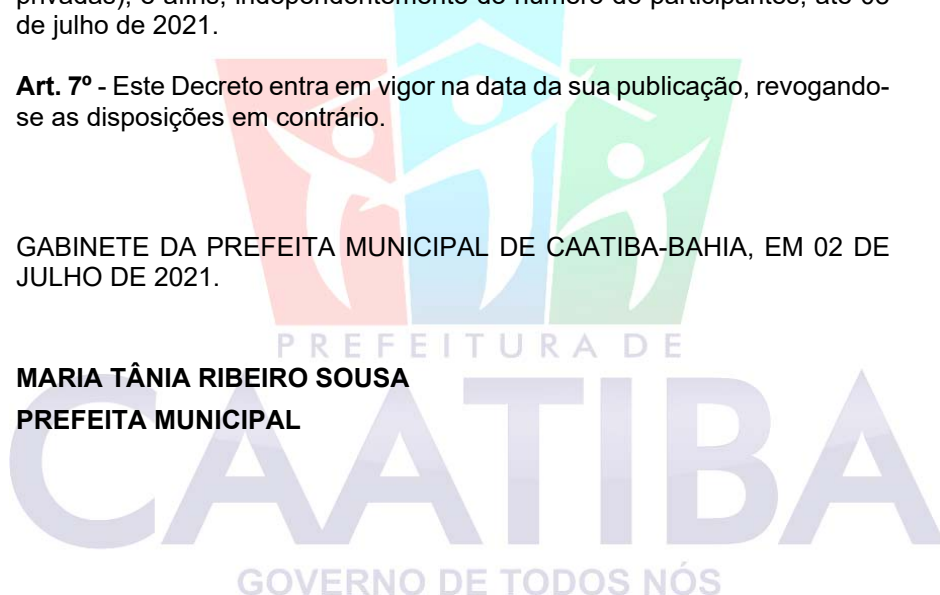 privadas), e afins, independentemente do número de participantes, até
de julho de 2021.
Art. 7º - Este Decreto entra em vigor na data da sua publicação, revogando-
se as disposições em contrário.
GABINETE DA PREFEITA MUNICIPAL DE CAATIBA-BAHIA, EM 02 DE
JULHO DE 2021.
PREFEITURA DE
MARIA TÂNIA RIBEIRO SOUSA
PREFEITA MUNICIPAL
CAATIBA
GOVERNO DE TODOS NÓS